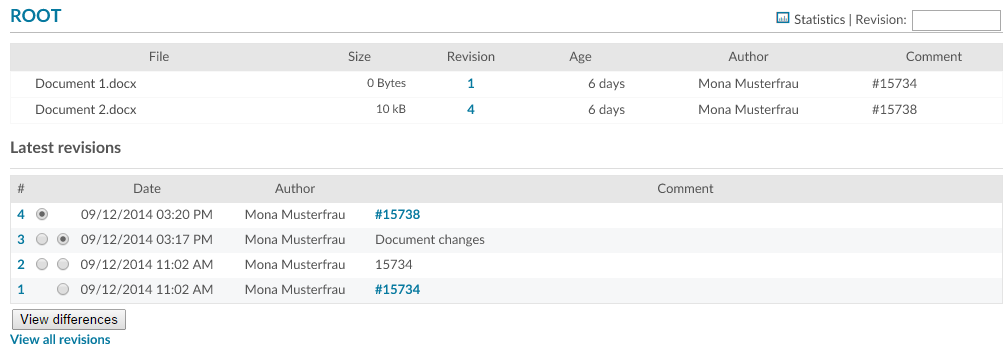 ROOT
Statistics | Revision:
File Size Revision Age Author Comment
Document 1.docx 0 Bytes 1 6 days Mona Musterfrau #15734
Document 2.docx 10 kB 4 6 days Mona Musterfrau #15738
Latest revisions
# Date Author Comment
4 09/12/2014 03:20 PM Mona Musterfrau #15738
3 09/12/2014 03:17 PM Mona Musterfrau Document changes
2 09/12/2014 11:02 AM Mona Musterfrau 15734
1 09/12/2014 11:02 AM Mona Musterfrau #15734
View differences
View all revisions